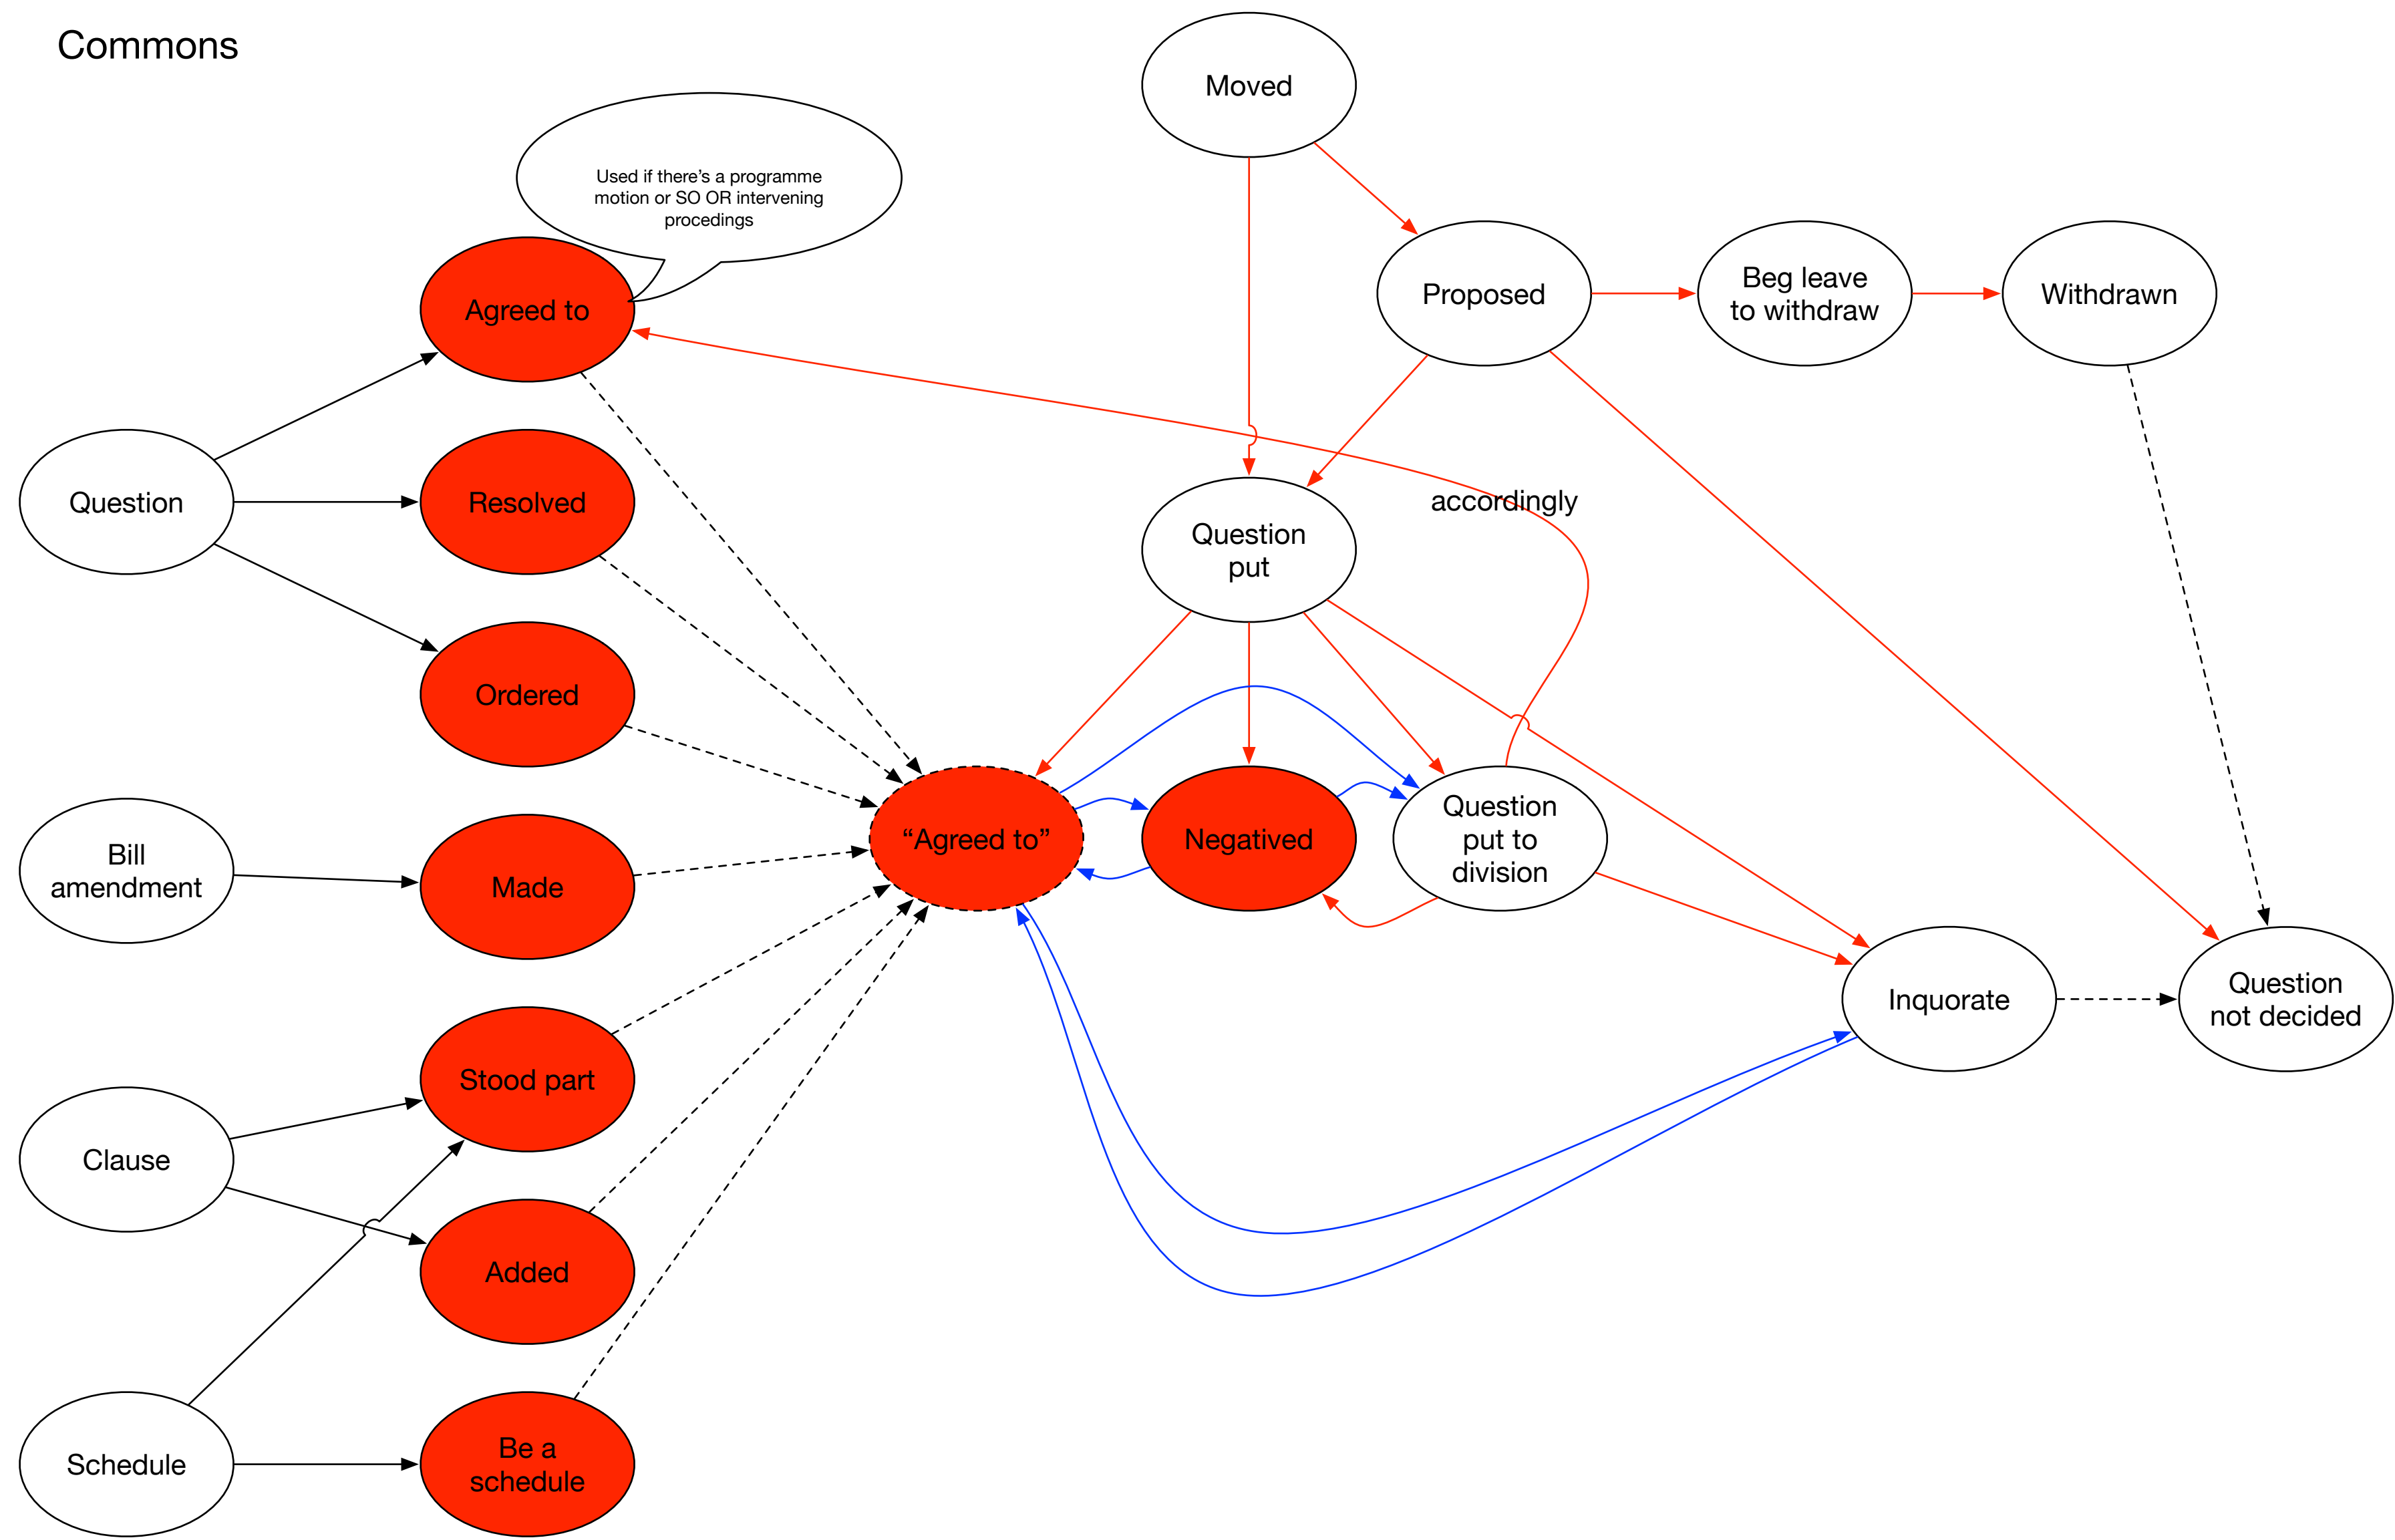 Commons
Moved
Used if there’s a programme
motion or SO OR intervening
procedings
Agreed to
Proposed
Beg leave
to withdraw
Withdrawn
Question
Resolved
accordingly
Question
put
Ordered
Bill
amendment
Made
“Agreed to”
Negatived
Question
put to
division
Inquorate
Question
not decided
Stood part
Clause
Added
Schedule
Be a
schedule